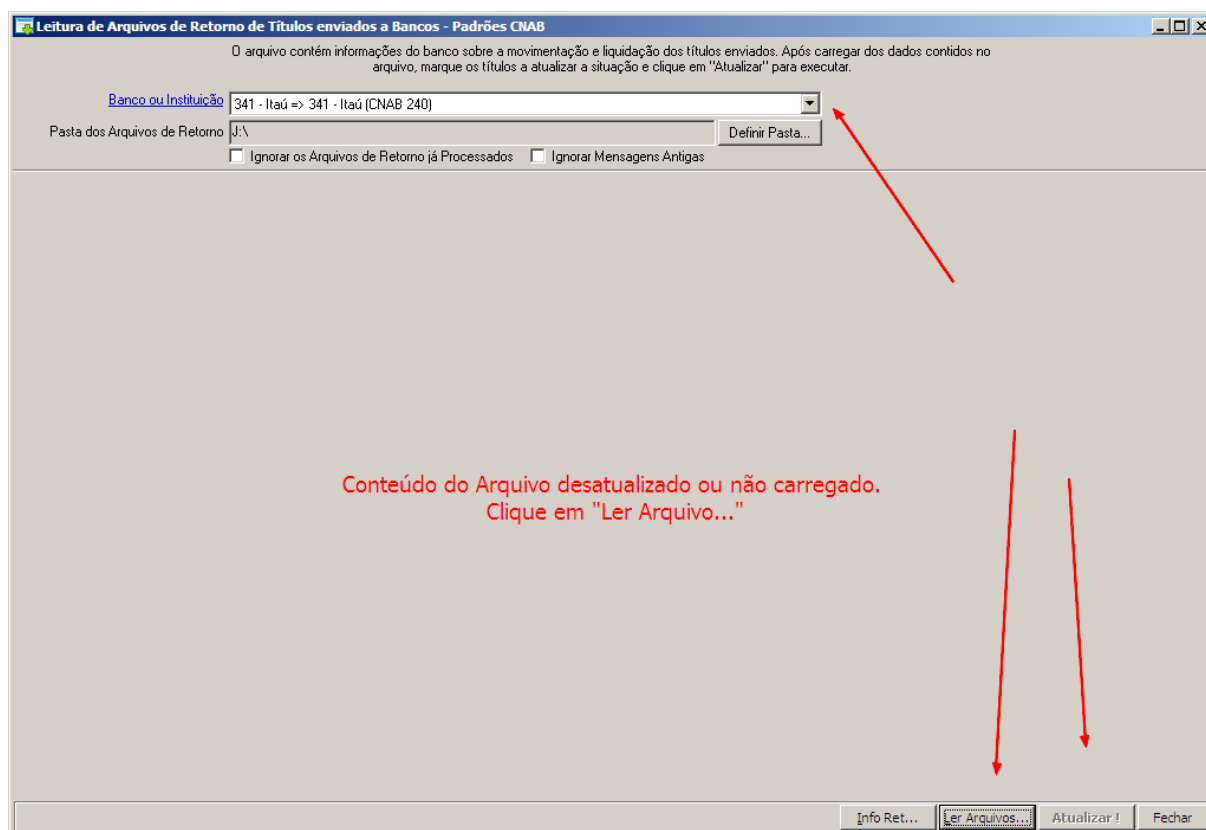 Leitura de Arquivos de Retorno de Títulos enviados a Bancos - Padrões CNAB
O arquivo contém informações do banco sobre a movimentação e liquidação dos títulos enviados. Após carregar dos dados contidos no
arquivo, marque os títulos a atualizar a situação e clique em "Atualizar" para executar.
Banco ou Instituição 341 - Itaú => 341 - Itaú (CNAB 240)
Pasta dos Arquivos de Retorno J:\ Definir Pasta...
Ignorar os Arquivos de Retorno já Processados Ignorar Mensagens Antigas
Conteúdo do Arquivo desatualizado ou não carregado.
Clique em "Ler Arquivo..."
Info Ret... Ler Arquivos... Atualizar ! Fechar